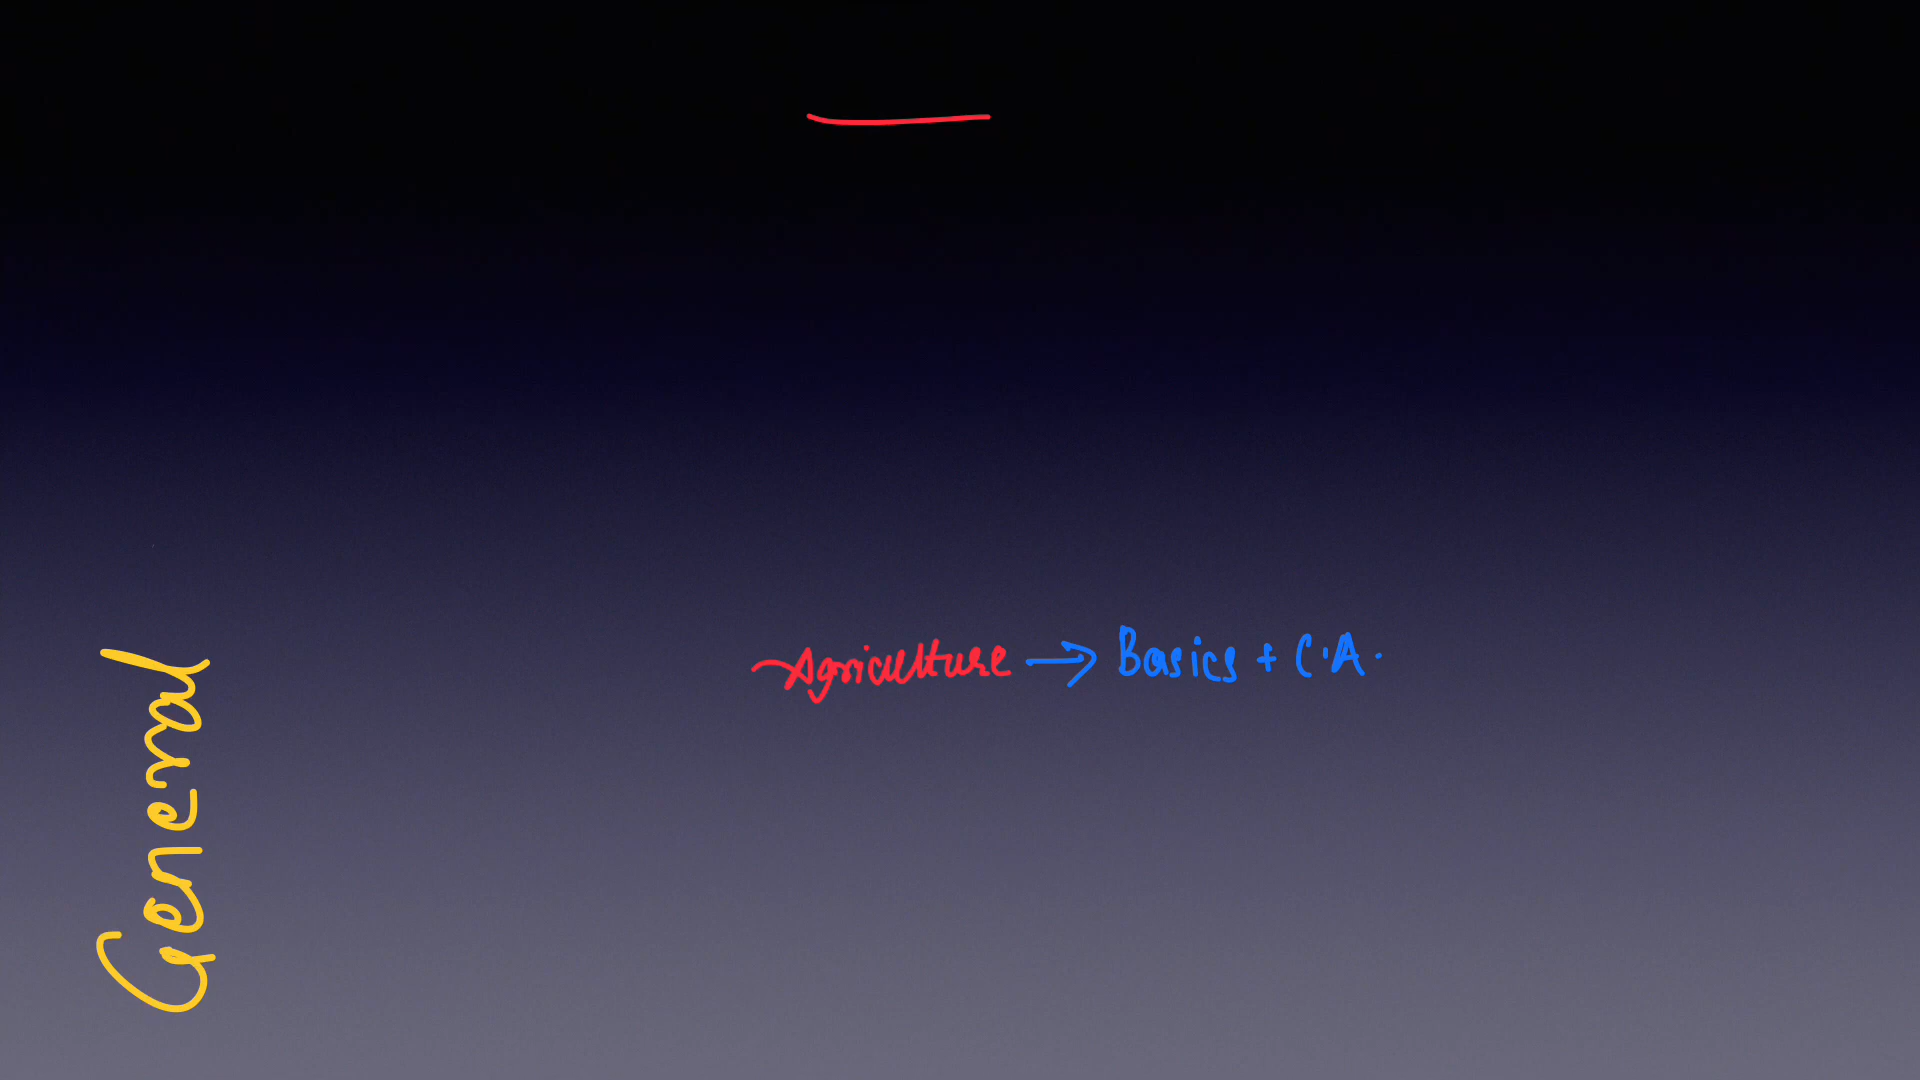 General
Agriculture → Basics + C.A.